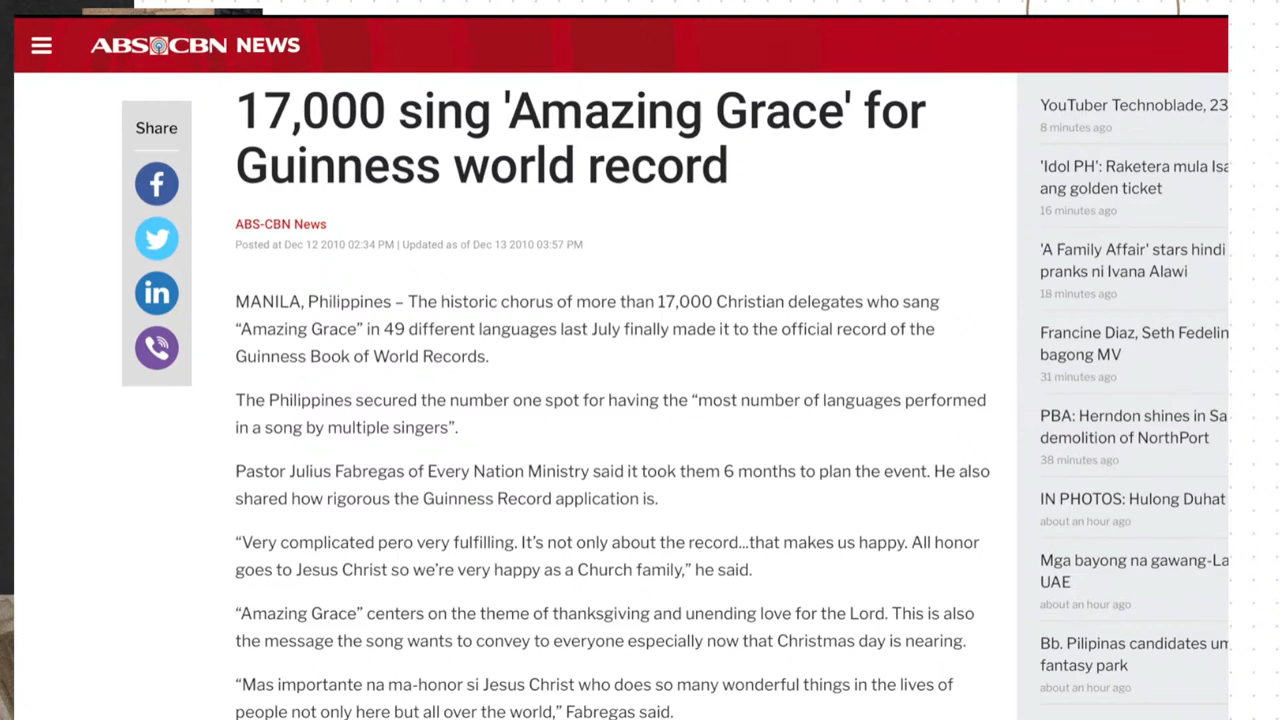 ABS-CBN NEWS
Share
17,000 sing 'Amazing Grace' for
Guinness world record
ABS-CBN News
Posted at Dec 12 2010 02:34 PM | Updated as of Dec 13 2010 03:57 PM
MANILA, Philippines – The historic chorus of more than 17,000 Christian delegates who sang
“Amazing Grace” in 49 different languages last July finally made it to the official record of the
Guinness Book of World Records.
The Philippines secured the number one spot for having the “most number of languages performed
in a song by multiple singers”.
Pastor Julius Fabregas of Every Nation Ministry said it took them 6 months to plan the event. He also
shared how rigorous the Guinness Record application is.
“Very complicated pero very fulfilling. It’s not only about the record...that makes us happy. All honor
goes to Jesus Christ so we’re very happy as a Church family,” he said.
“Amazing Grace” centers on the theme of thanksgiving and unending love for the Lord. This is also
the message the song wants to convey to everyone especially now that Christmas day is nearing.
“Mas importante na ma-honor si Jesus Christ who does so many wonderful things in the lives of
people not only here but all over the world,” Fabregas said.
YouTuber Technoblade, 23
8 minutes ago
'Idol PH': Raketera mula Isa
ang golden ticket
16 minutes ago
'A Family Affair' stars hindi
pranks ni Ivana Alawi
18 minutes ago
Francine Diaz, Seth Fedelin
bagong MV
31 minutes ago
PBA: Herndon shines in Sa
demolition of NorthPort
38 minutes ago
IN PHOTOS: Hulong Duhat
about an hour ago
Mga bayong na gawang-La
UAE
about an hour ago
Bb. Pilipinas candidates um
fantasy park
about an hour ago